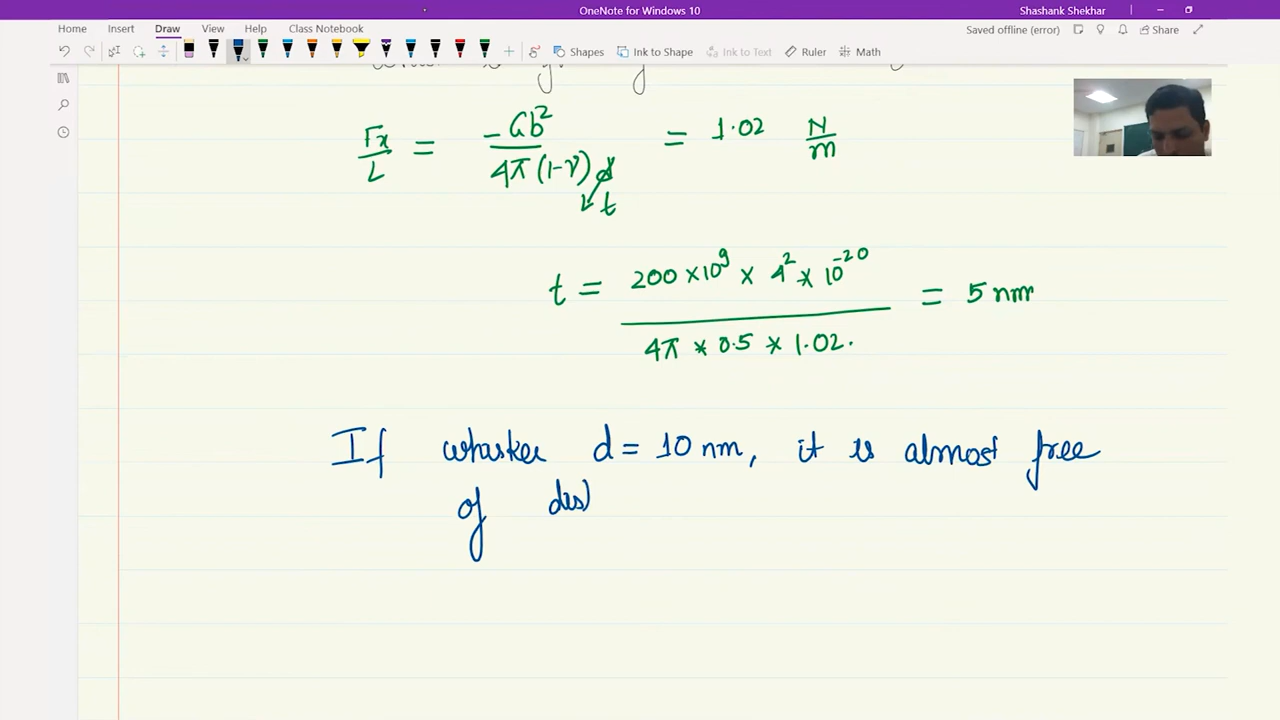 OneNote for Windows 10
Shashank Shekhar
Home Insert Draw View Help Class Notebook
Saved offline (error) Share
Shapes Ink to Shape Ink to Text Ruler Math
Fx/L = -Gb²/4π(1-ν)d = 1.02 N/m
t
t = 200×10⁹ × 4² × 10⁻²⁰ / 4π * 0.5 * 1.02. = 5 nm
If whisker d = 10 nm, it is almost free
of dis